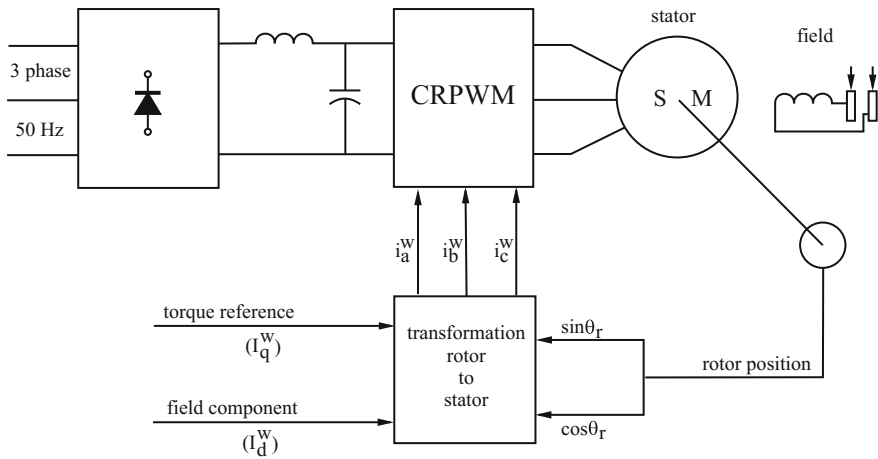 stator
field
3 phase
50 Hz
CRPWM
S M
i_a^w
i_b^w
i_c^w
torque reference
(I_q^w)
transformation
rotor
to
stator
sinθ_r
rotor position
field component
(I_d^w)
cosθ_r